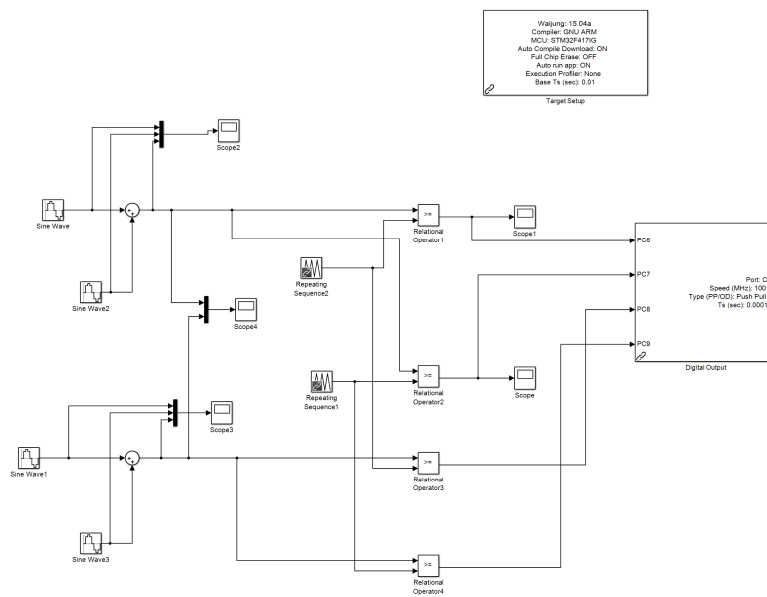 Waijung: 15.04a
Compiler: GNU ARM
MCU: STM32F417IG
Auto Compile Download: ON
Full Chip Erase: OFF
Auto run app: ON
Execution Profiler: None
Base Ts (sec): 0.01
Target Setup
Scope2
Sine Wave
>=
Relational
Operator1
Scope1
PC6
Repeating
Sequence2
PC7
Port: C
Speed (MHz): 100
Type (PP/OD): Push Pull
Ts (sec): 0.0001
Sine Wave2
Scope4
PC8
PC9
Digital Output
>=
Relational
Operator2
Scope
Repeating
Sequence1
Scope3
Sine Wave1
>=
Relational
Operator3
Sine Wave3
>=
Relational
Operator4